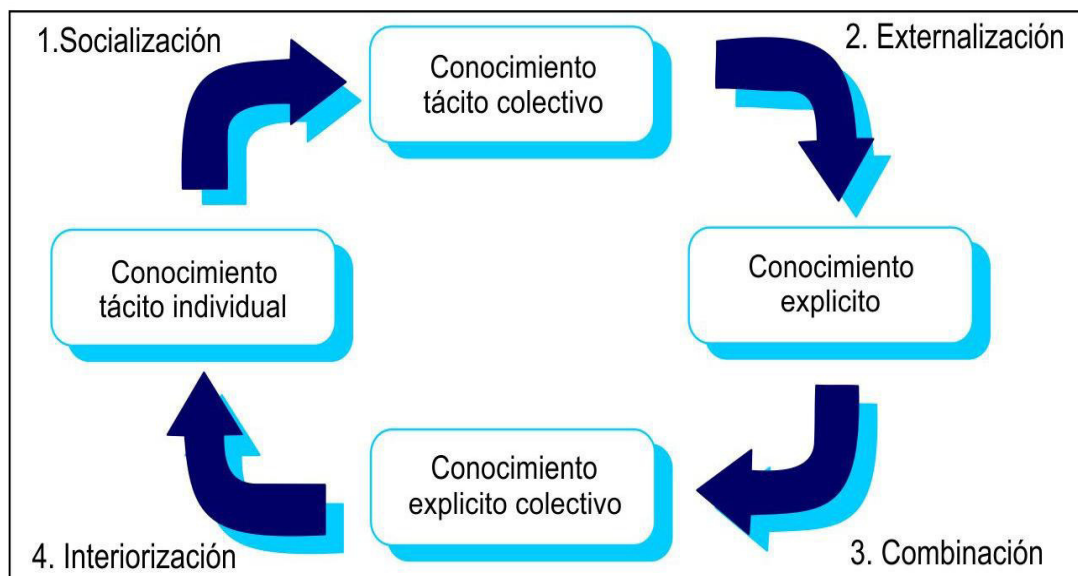 1.Socialización
Conocimiento
tácito colectivo
2. Externalización
Conocimiento
tácito individual
Conocimiento
explicito
Conocimiento
explicito colectivo
4. Interiorización
3. Combinación